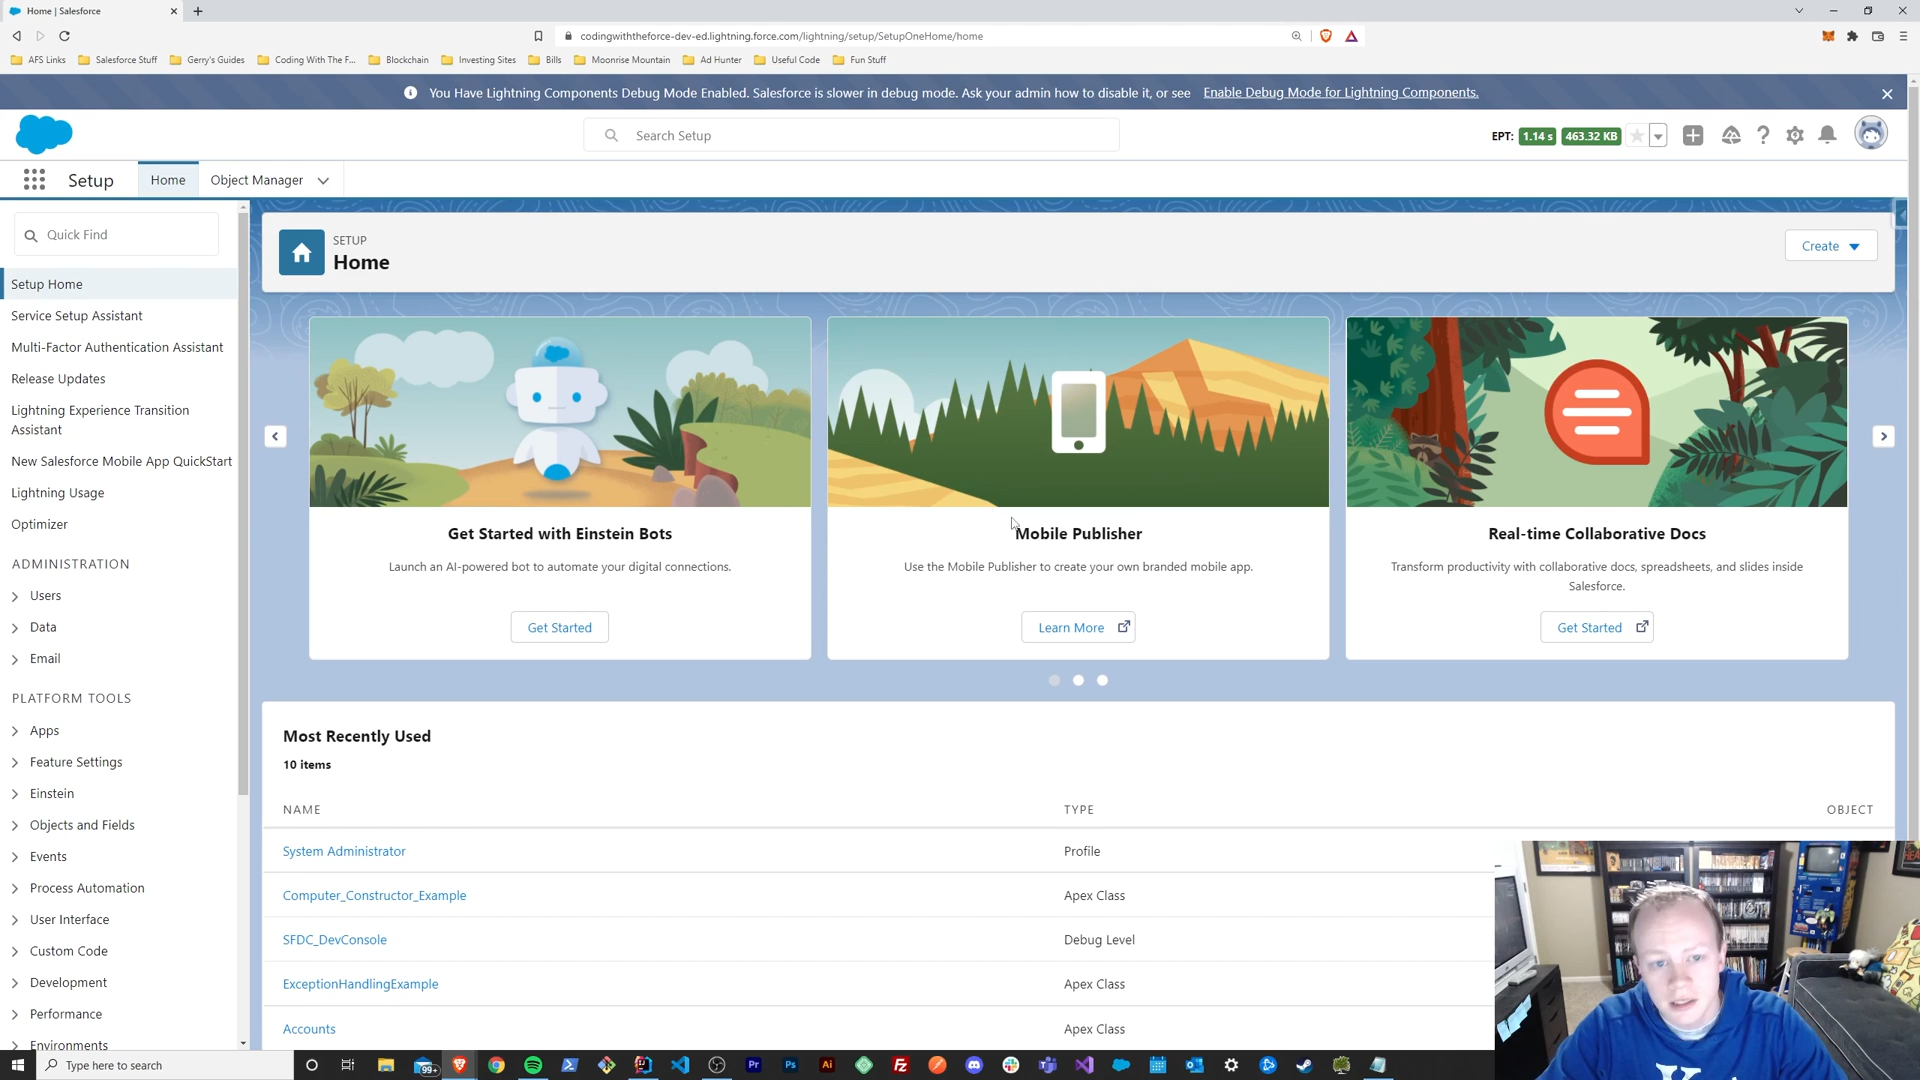 Home | Salesforce
codingwiththeforce-dev-ed.lightning.force.com/lightning/setup/SetupOneHome/home
AFS Links
Salesforce Stuff
Gerry's Guides
Coding With The F...
Blockchain
Investing Sites
Bills
Moonrise Mountain
Ad Hunter
Useful Code
Fun Stuff
You Have Lightning Components Debug Mode Enabled. Salesforce is slower in debug mode. Ask your admin how to disable it, or see Enable Debug Mode for Lightning Components.
Search Setup
EPT: 1.14 s 463.32 KB
Setup
Home
Object Manager
Quick Find
Setup Home
Service Setup Assistant
Multi-Factor Authentication Assistant
Release Updates
Lightning Experience Transition
Assistant
New Salesforce Mobile App QuickStart
Lightning Usage
Optimizer
ADMINISTRATION
Users
Data
Email
PLATFORM TOOLS
Apps
Feature Settings
Einstein
Objects and Fields
Events
Process Automation
User Interface
Custom Code
Development
Performance
Environments
SETUP
Home
Create
Get Started with Einstein Bots
Launch an AI-powered bot to automate your digital connections.
Get Started
Mobile Publisher
Use the Mobile Publisher to create your own branded mobile app.
Learn More
Real-time Collaborative Docs
Transform productivity with collaborative docs, spreadsheets, and slides inside
Salesforce.
Get Started
Most Recently Used
10 items
NAME TYPE OBJECT
System Administrator Profile
Computer_Constructor_Example Apex Class
SFDC_DevConsole Debug Level
ExceptionHandlingExample Apex Class
Accounts Apex Class
Type here to search
99+
Pr
Ps
Ai